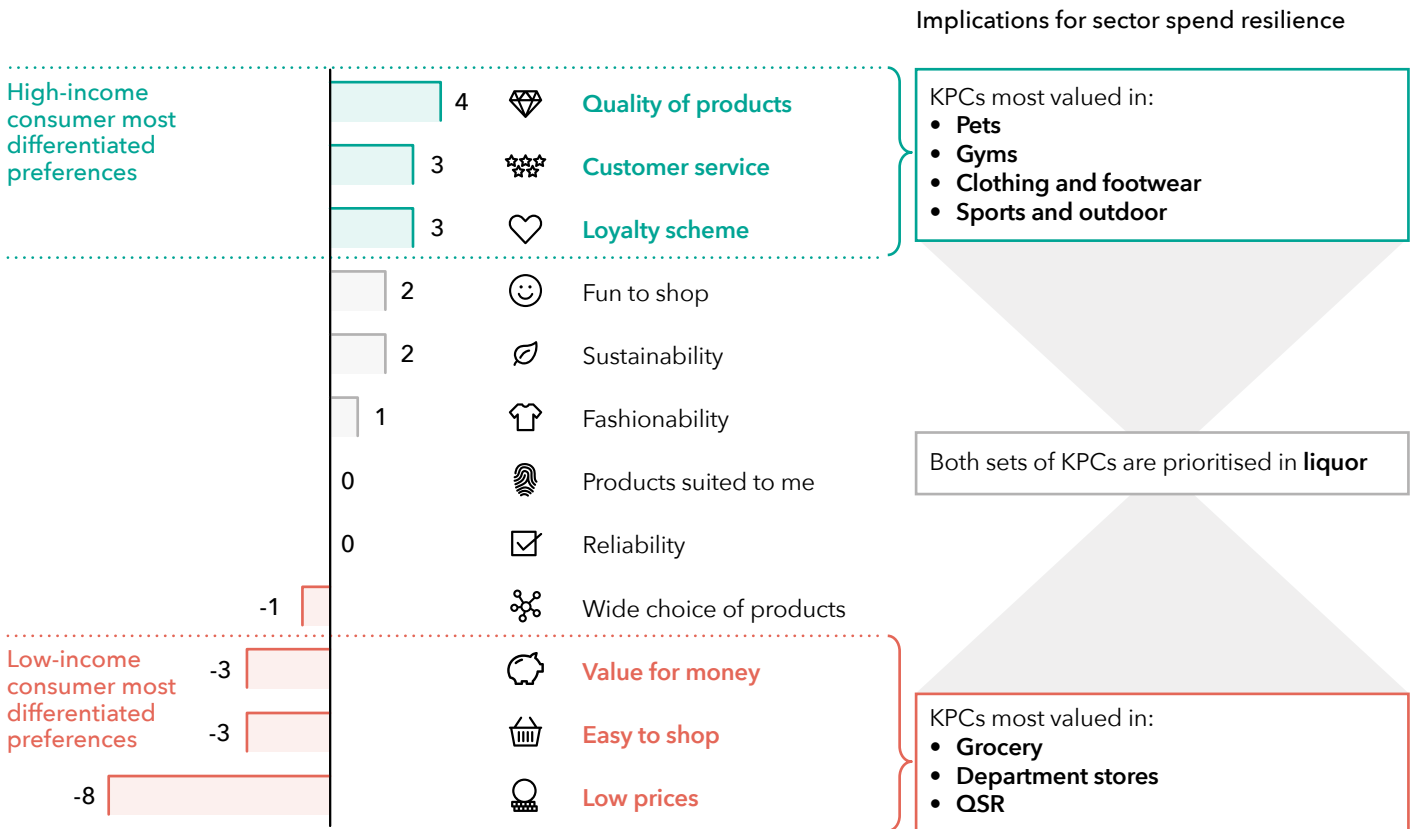 Implications for sector spend resilience
High-income
consumer most
differentiated
preferences
4 Quality of products
3 Customer service
3 Loyalty scheme
KPCs most valued in:
• Pets
• Gyms
• Clothing and footwear
• Sports and outdoor
2 Fun to shop
2 Sustainability
1 Fashionability
0 Products suited to me
0 Reliability
-1 Wide choice of products
Both sets of KPCs are prioritised in liquor
Low-income
consumer most
differentiated
preferences
-3 Value for money
-3 Easy to shop
-8 Low prices
KPCs most valued in:
• Grocery
• Department stores
• QSR